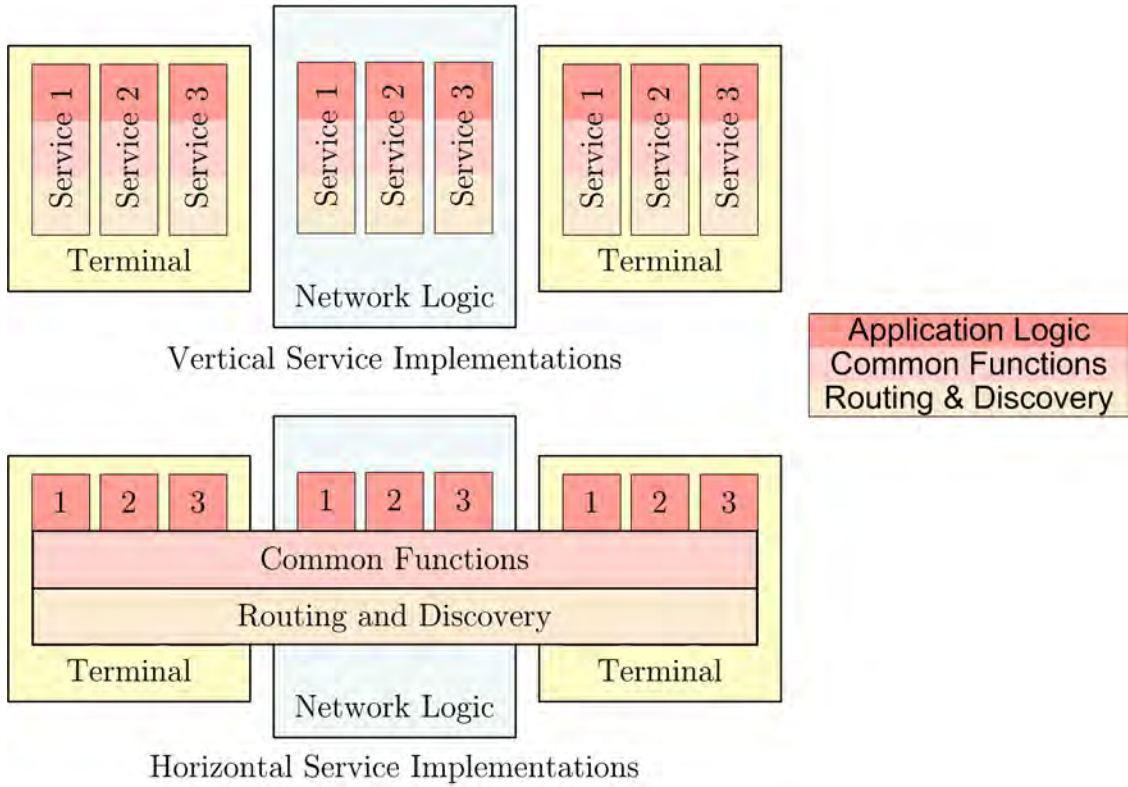 Service 1
Service 2
Service 3
Terminal
Service 1
Service 2
Service 3
Network Logic
Service 1
Service 2
Service 3
Terminal
Vertical Service Implementations
Application Logic
Common Functions
Routing & Discovery
1 2 3
1 2 3
1 2 3
Common Functions
Routing and Discovery
Terminal
Network Logic
Terminal
Horizontal Service Implementations